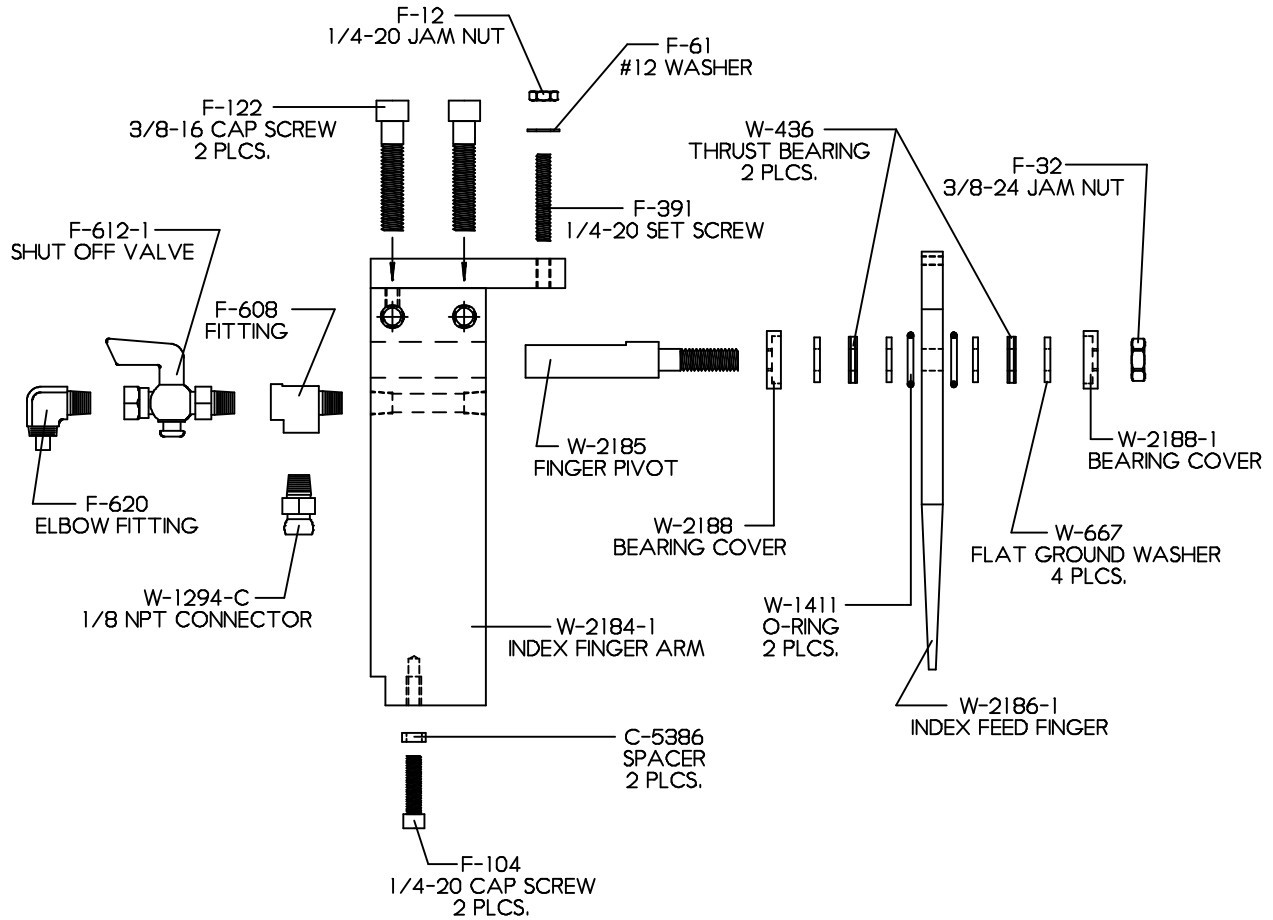 F-12
1/4-20 JAM NUT
F-61
#12 WASHER
F-122
3/8-16 CAP SCREW
2 PLCS.
W-436
THRUST BEARING
2 PLCS.
F-32
3/8-24 JAM NUT
F-391
1/4-20 SET SCREW
F-612-1
SHUT OFF VALVE
F-608
FITTING
W-2185
FINGER PIVOT
W-2188-1
BEARING COVER
F-620
ELBOW FITTING
W-2188
BEARING COVER
W-667
FLAT GROUND WASHER
4 PLCS.
W-1294-C
1/8 NPT CONNECTOR
W-2184-1
INDEX FINGER ARM
W-1411
O-RING
2 PLCS.
W-2186-1
INDEX FEED FINGER
C-5386
SPACER
2 PLCS.
F-104
1/4-20 CAP SCREW
2 PLCS.